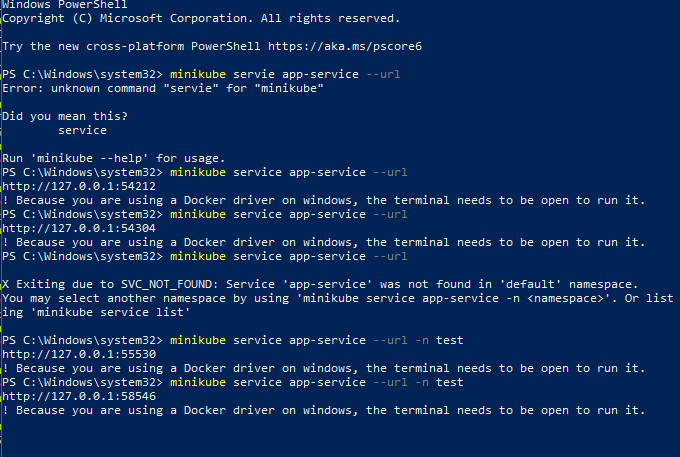 Windows PowerShell
Copyright (C) Microsoft Corporation. All rights reserved.
Try the new cross-platform PowerShell https://aka.ms/pscore6
PS C:\Windows\system32> minikube servie app-service --url
Error: unknown command "servie" for "minikube"
Did you mean this?
service
Run 'minikube --help' for usage.
PS C:\Windows\system32> minikube service app-service --url
http://127.0.0.1:54212
! Because you are using a Docker driver on windows, the terminal needs to be open to run it.
PS C:\Windows\system32> minikube service app-service --url
http://127.0.0.1:54304
! Because you are using a Docker driver on windows, the terminal needs to be open to run it.
PS C:\Windows\system32> minikube service app-service --url
X Exiting due to SVC_NOT_FOUND: Service 'app-service' was not found in 'default' namespace.
You may select another namespace by using 'minikube service app-service -n <namespace>'. Or list
ing 'minikube service list'
PS C:\Windows\system32> minikube service app-service --url -n test
http://127.0.0.1:55530
! Because you are using a Docker driver on windows, the terminal needs to be open to run it.
PS C:\Windows\system32> minikube service app-service --url -n test
http://127.0.0.1:58546
! Because you are using a Docker driver on windows, the terminal needs to be open to run it.